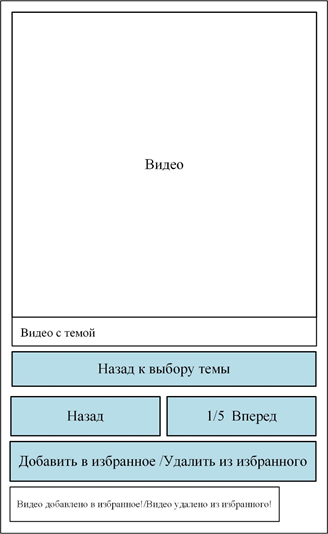 Видео
Видео с темой
Назад к выбору темы
Назад
1/5 Вперед
Добавить в избранное /Удалить из избранного
Видео добавлено в избранное!/Видео удалено из избранного!